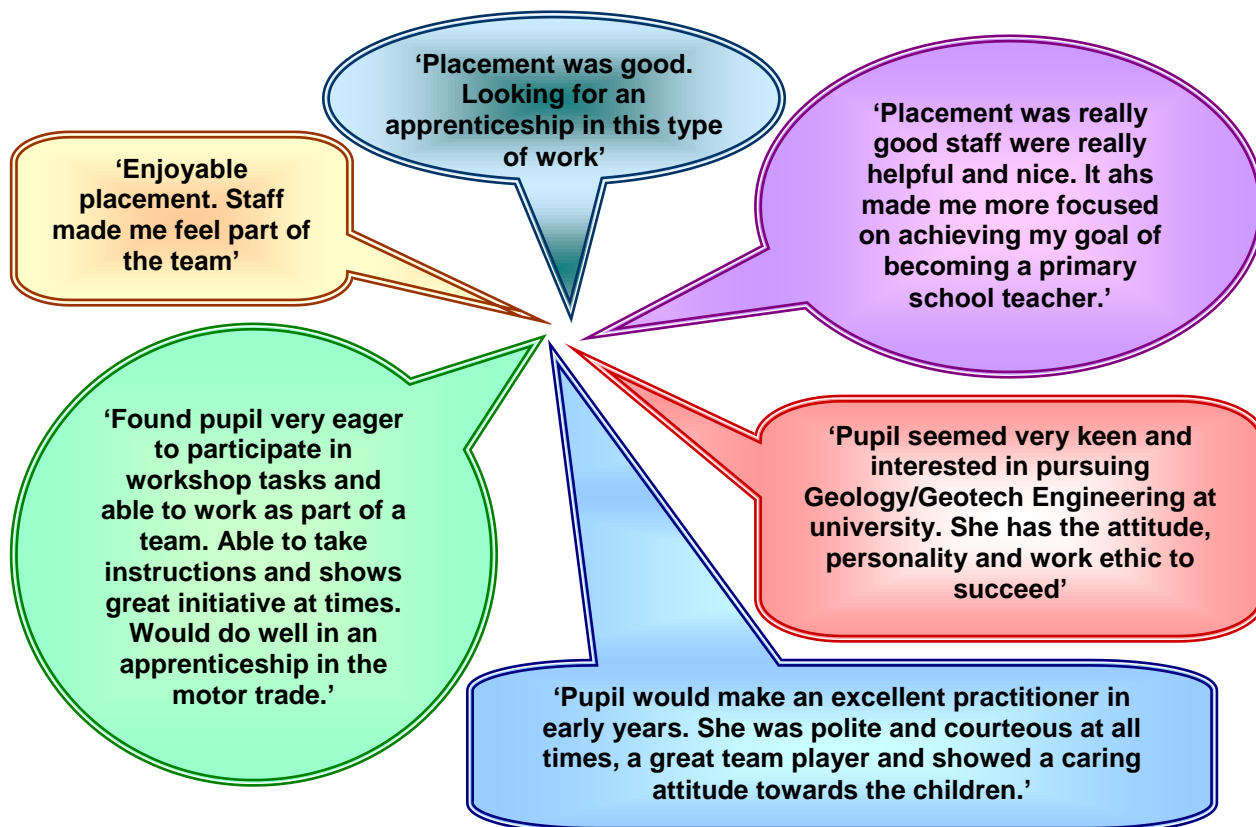 ‘Placement was good.
Looking for an
apprenticeship in this type
of work’
‘Enjoyable
placement. Staff
made me feel part of
the team’
‘Placement was really
good staff were really
helpful and nice. It ahs
made me more focused
on achieving my goal of
becoming a primary
school teacher.’
‘Found pupil very eager
to participate in
workshop tasks and
able to work as part of a
team. Able to take
instructions and shows
great initiative at times.
Would do well in an
apprenticeship in the
motor trade.’
‘Pupil seemed very keen and
interested in pursuing
Geology/Geotech Engineering at
university. She has the attitude,
personality and work ethic to
succeed’
‘Pupil would make an excellent practitioner in
early years. She was polite and courteous at all
times, a great team player and showed a caring
attitude towards the children.’